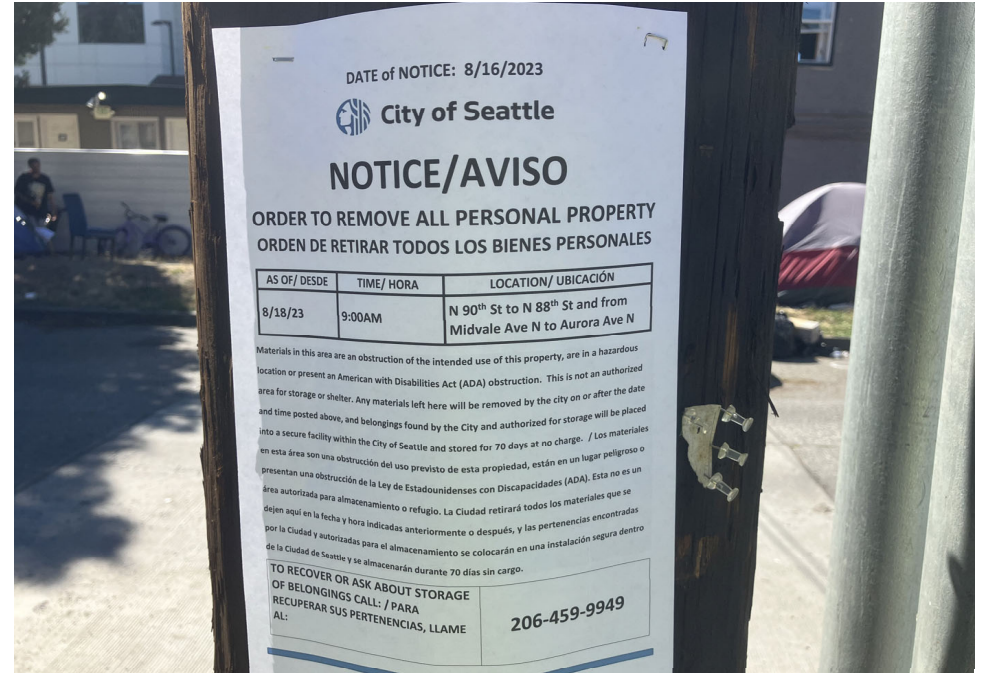 DATE of NOTICE: 8/16/2023
City of Seattle
NOTICE/AVISO
ORDER TO REMOVE ALL PERSONAL PROPERTY
ORDEN DE RETIRAR TODOS LOS BIENES PERSONALES
AS OF/ DESDE TIME/ HORA LOCATION/ UBICACIÓN
8/18/23 9:00AM N 90th St to N 88th St and from
Midvale Ave N to Aurora Ave N
Materials in this area are an obstruction of the intended use of this property, are in a hazardous
location or present an American with Disabilities Act (ADA) obstruction. This is not an authorized
area for storage or shelter. Any materials left here will be removed by the city on or after the date
and time posted above, and belongings found by the City and authorized for storage will be placed
into a secure facility within the City of Seattle and stored for 70 days at no charge. / Los materiales
en esta área son una obstrucción del uso previsto de esta propiedad, están en un lugar peligroso o
presentan una obstrucción de la Ley de Estadounidenses con Discapacidades (ADA). Esta no es un
área autorizada para almacenamiento o refugio. La Ciudad retirará todos los materiales que se
dejen aquí en la fecha y hora indicadas anteriormente o después, y las pertenencias encontradas
por la Ciudad y autorizadas para el almacenamiento se colocarán en una instalación segura dentro
de la Ciudad de Seattle y se almacenarán durante 70 días sin cargo.
TO RECOVER OR ASK ABOUT STORAGE
OF BELONGINGS CALL: / PARA
RECUPERAR SUS PERTENENCIAS, LLAME
AL:
206-459-9949